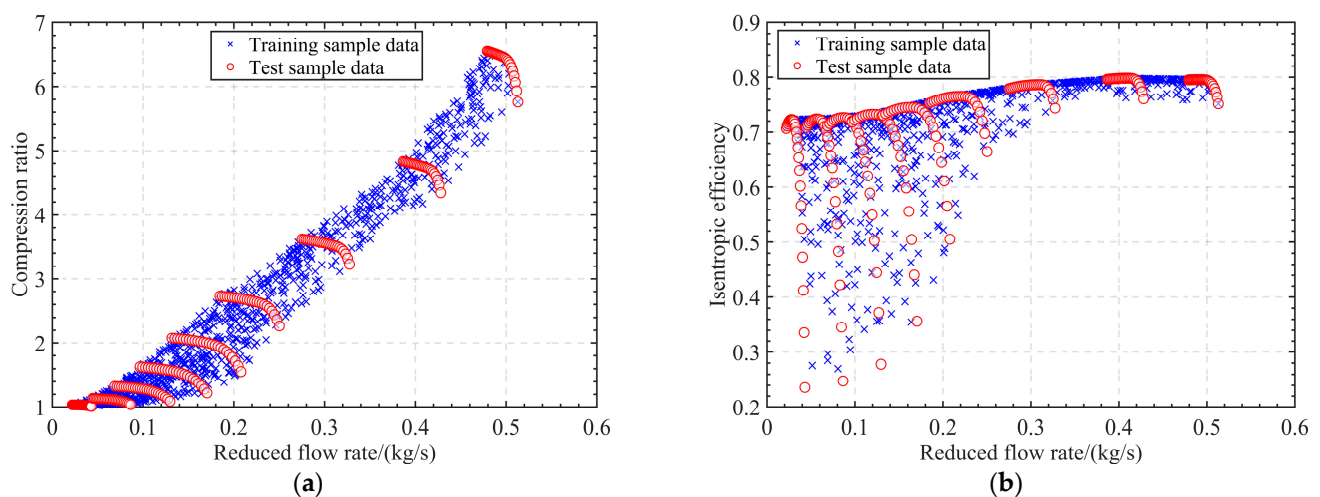 7
6
5
4
3
2
1
Compression ratio
Training sample data
Test sample data
0 0.1 0.2 0.3 0.4 0.5 0.6
Reduced flow rate/(kg/s)
(a)
0.9
0.8
0.7
0.6
0.5
0.4
0.3
0.2
Isentropic efficiency
Training sample data
Test sample data
0 0.1 0.2 0.3 0.4 0.5 0.6
Reduced flow rate/(kg/s)
(b)